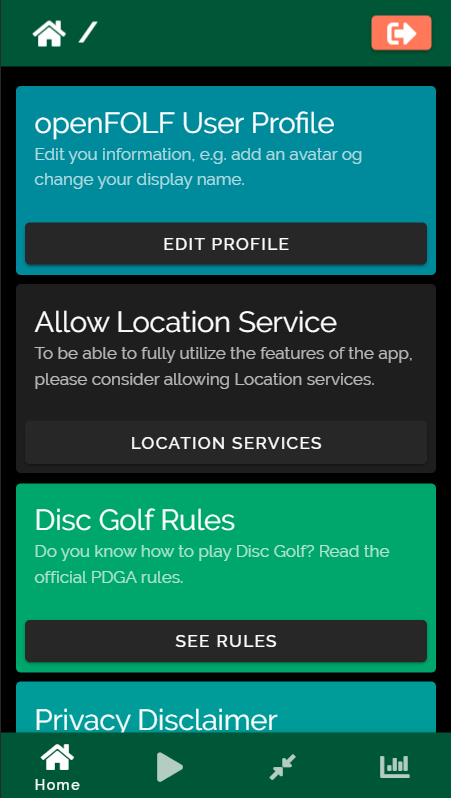 /
openFOLF User Profile
Edit you information, e.g. add an avatar og
change your display name.
EDIT PROFILE
Allow Location Service
To be able to fully utilize the features of the app,
please consider allowing Location services.
LOCATION SERVICES
Disc Golf Rules
Do you know how to play Disc Golf? Read the
official PDGA rules.
SEE RULES
Privacy Disclaimer
Home